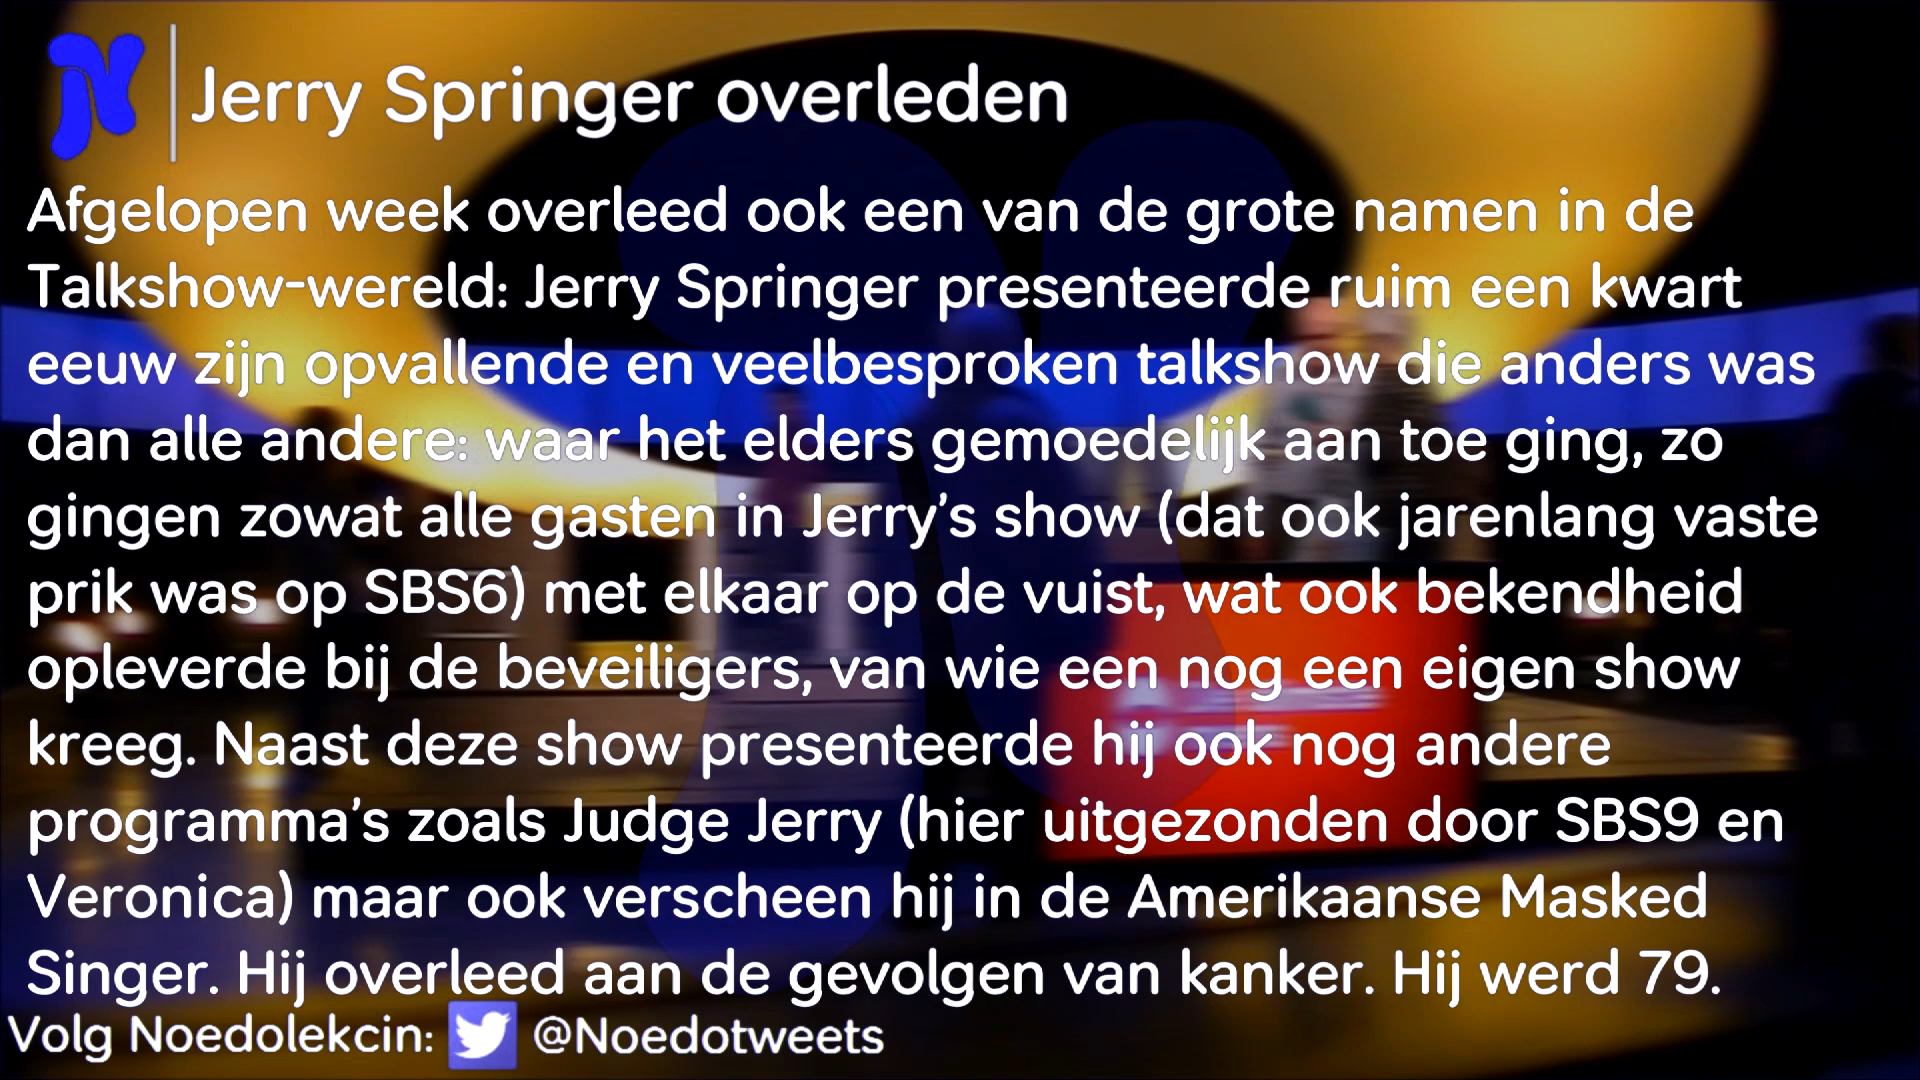 Jerry Springer overleden
Afgelopen week overleed ook een van de grote namen in de
Talkshow-wereld: Jerry Springer presenteerde ruim een kwart
eeuw zijn opvallende en veelbesproken talkshow die anders was
dan alle andere: waar het elders gemoedelijk aan toe ging, zo
gingen zowat alle gasten in Jerry’s show (dat ook jarenlang vaste
prik was op SBS6) met elkaar op de vuist, wat ook bekendheid
opleverde bij de beveiligers, van wie een nog een eigen show
kreeg. Naast deze show presenteerde hij ook nog andere
programma’s zoals Judge Jerry (hier uitgezonden door SBS9 en
Veronica) maar ook verscheen hij in de Amerikaanse Masked
Singer. Hij overleed aan de gevolgen van kanker. Hij werd 79.
Volg Noedolekcin: @Noedotweets